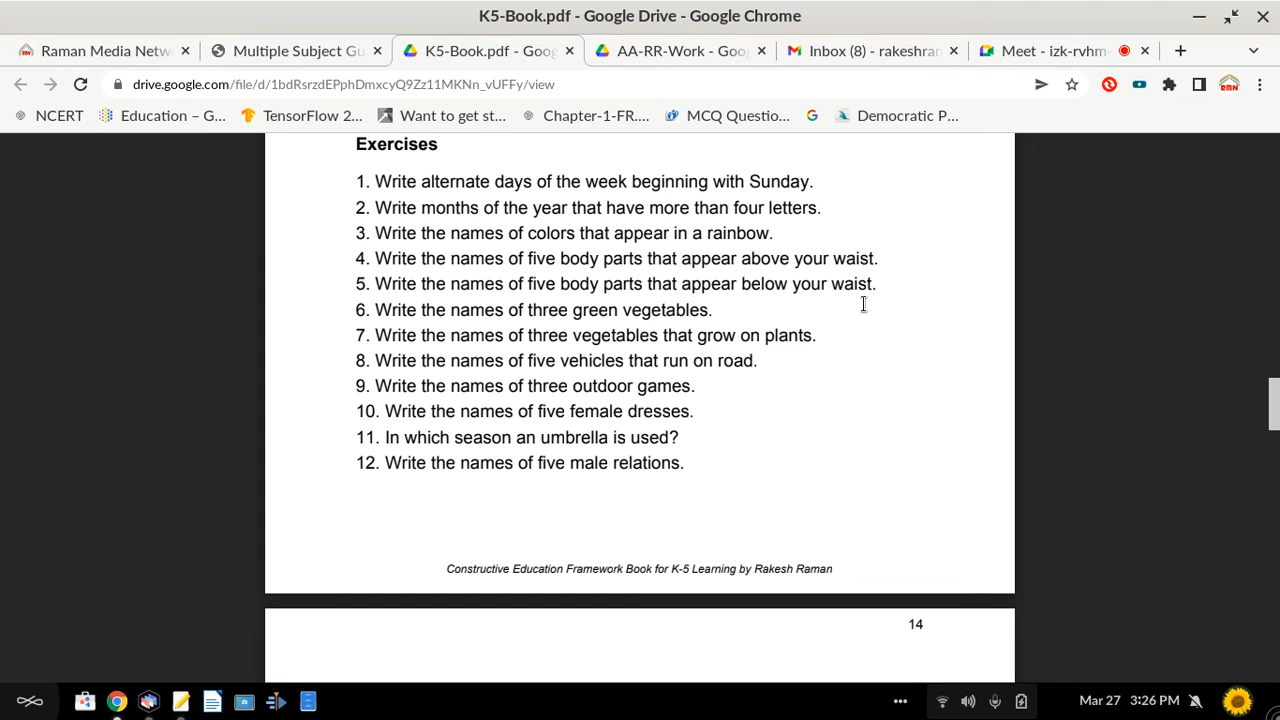 K5-Book.pdf - Google Drive - Google Chrome
Raman Media Netw
Multiple Subject Gu
K5-Book.pdf - Goog
AA-RR-Work - Goo
Inbox (8) - rakeshran
Meet - izk-rvhm-
drive.google.com/file/d/1bdRsrzdEPphDmxcyQ9Zz11MKNn_vUFFy/view
RMN
NCERT
Education – G...
TensorFlow 2...
Want to get st...
Chapter-1-FR....
MCQ Questio...
Democratic P...
Exercises
1. Write alternate days of the week beginning with Sunday.
2. Write months of the year that have more than four letters.
3. Write the names of colors that appear in a rainbow.
4. Write the names of five body parts that appear above your waist.
5. Write the names of five body parts that appear below your waist.
6. Write the names of three green vegetables.
7. Write the names of three vegetables that grow on plants.
8. Write the names of five vehicles that run on road.
9. Write the names of three outdoor games.
10. Write the names of five female dresses.
11. In which season an umbrella is used?
12. Write the names of five male relations.
Constructive Education Framework Book for K-5 Learning by Rakesh Raman
14
Mar 27 3:26 PM